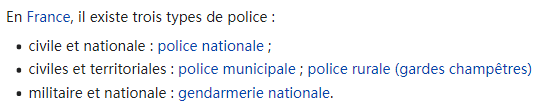 En France, il existe trois types de police :
• civile et nationale : police nationale ;
• civiles et territoriales : police municipale ; police rurale (gardes champêtres)
• militaire et nationale : gendarmerie nationale.